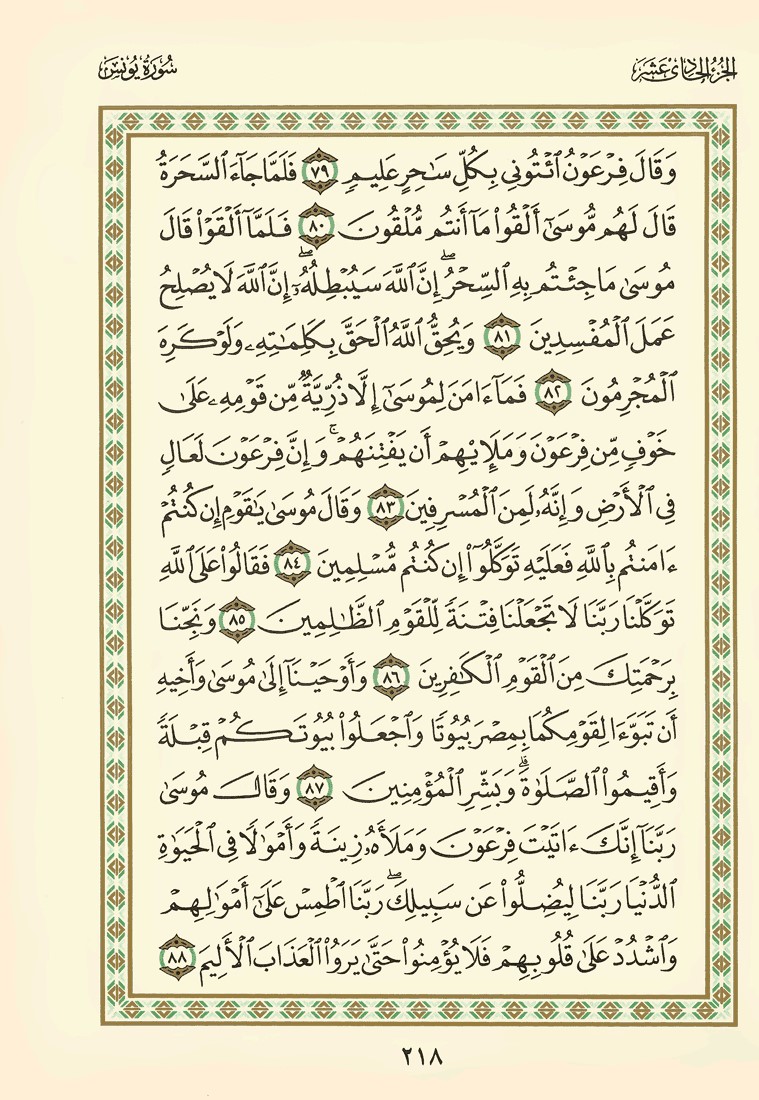 الجزء الحادي عشر
سورة يونس
وَقَالَ فِرْعَوْنُ ٱئْتُونِى بِكُلِّ سَـٰحِرٍ عَلِيمٍ ٧٩ فَلَمَّا جَآءَ ٱلسَّحَرَةُ
قَالَ لَهُم مُّوسَىٰٓ أَلْقُوا۟ مَآ أَنتُم مُّلْقُونَ ٨٠ فَلَمَّآ أَلْقَوْا۟ قَالَ
مُوسَىٰ مَا جِئْتُم بِهِ ٱلسِّحْرُ ۖ إِنَّ ٱللَّهَ سَيُبْطِلُهُۥٓ ۖ إِنَّ ٱللَّهَ لَا يُصْلِحُ
عَمَلَ ٱلْمُفْسِدِينَ ٨١ وَيُحِقُّ ٱللَّهُ ٱلْحَقَّ بِكَلِمَـٰتِهِۦ وَلَوْ كَرِهَ
ٱلْمُجْرِمُونَ ٨٢ فَمَآ ءَامَنَ لِمُوسَىٰٓ إِلَّا ذُرِّيَّةٌ مِّن قَوْمِهِۦ عَلَىٰ
خَوْفٍ مِّن فِرْعَوْنَ وَمَلَإِي۟هِمْ أَن يَفْتِنَهُمْ ۚ وَإِنَّ فِرْعَوْنَ لَعَالٍ
فِى ٱلْأَرْضِ وَإِنَّهُۥ لَمِنَ ٱلْمُسْرِفِينَ ٨٣ وَقَالَ مُوسَىٰ يَـٰقَوْمِ إِن كُنتُمْ
ءَامَنتُم بِٱللَّهِ فَعَلَيْهِ تَوَكَّلُوٓا۟ إِن كُنتُم مُّسْلِمِينَ ٨٤ فَقَالُوا۟ عَلَى ٱللَّهِ
تَوَكَّلْنَا رَبَّنَا لَا تَجْعَلْنَا فِتْنَةً لِّلْقَوْمِ ٱلظَّـٰلِمِينَ ٨٥ وَنَجِّنَا
بِرَحْمَتِكَ مِنَ ٱلْقَوْمِ ٱلْكَـٰفِرِينَ ٨٦ وَأَوْحَيْنَآ إِلَىٰ مُوسَىٰ وَأَخِيهِ
أَن تَبَوَّءَا لِقَوْمِكُمَا بِمِصْرَ بُيُوتًا وَٱجْعَلُوا۟ بُيُوتَكُمْ قِبْلَةً
وَأَقِيمُوا۟ ٱلصَّلَوٰةَ ۗ وَبَشِّرِ ٱلْمُؤْمِنِينَ ٨٧ وَقَالَ مُوسَىٰ
رَبَّنَآ إِنَّكَ ءَاتَيْتَ فِرْعَوْنَ وَمَلَأَهُۥ زِينَةً وَأَمْوَٰلًا فِى ٱلْحَيَوٰةِ
ٱلدُّنْيَا رَبَّنَا لِيُضِلُّوا۟ عَن سَبِيلِكَ ۖ رَبَّنَا ٱطْمِسْ عَلَىٰٓ أَمْوَٰلِهِمْ
وَٱشْدُدْ عَلَىٰ قُلُوبِهِمْ فَلَا يُؤْمِنُوا۟ حَتَّىٰ يَرَوُا۟ ٱلْعَذَابَ ٱلْأَلِيمَ ٨٨
٢١٨